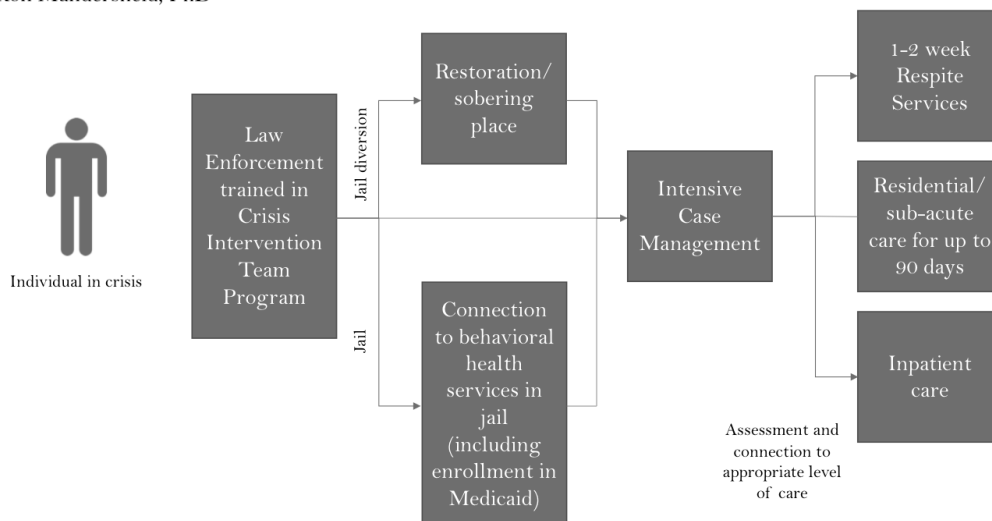 Individual in crisis
Law
Enforcement
trained in
Crisis
Intervention
Team
Program
Jail diversion
Jail
Restoration/
sobering
place
Connection
to behavioral
health
services in
jail
(including
enrollment in
Medicaid)
Intensive
Case
Management
Assessment and
connection to
appropriate level
of care
1-2 week
Respite
Services
Residential/
sub-acute
care for up to
90 days
Inpatient
care